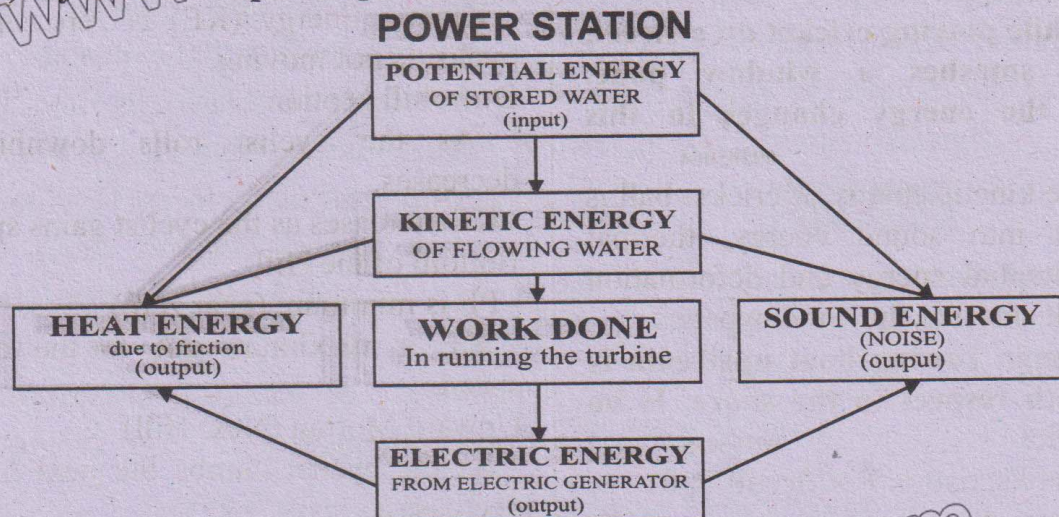 WWW
POWER STATION
POTENTIAL ENERGY
OF STORED WATER
(input)
KINETIC ENERGY
OF FLOWING WATER
HEAT ENERGY
due to friction
(output)
WORK DONE
In running the turbine
SOUND ENERGY
(NOISE)
(output)
ELECTRIC ENERGY
FROM ELECTRIC GENERATOR
(output)